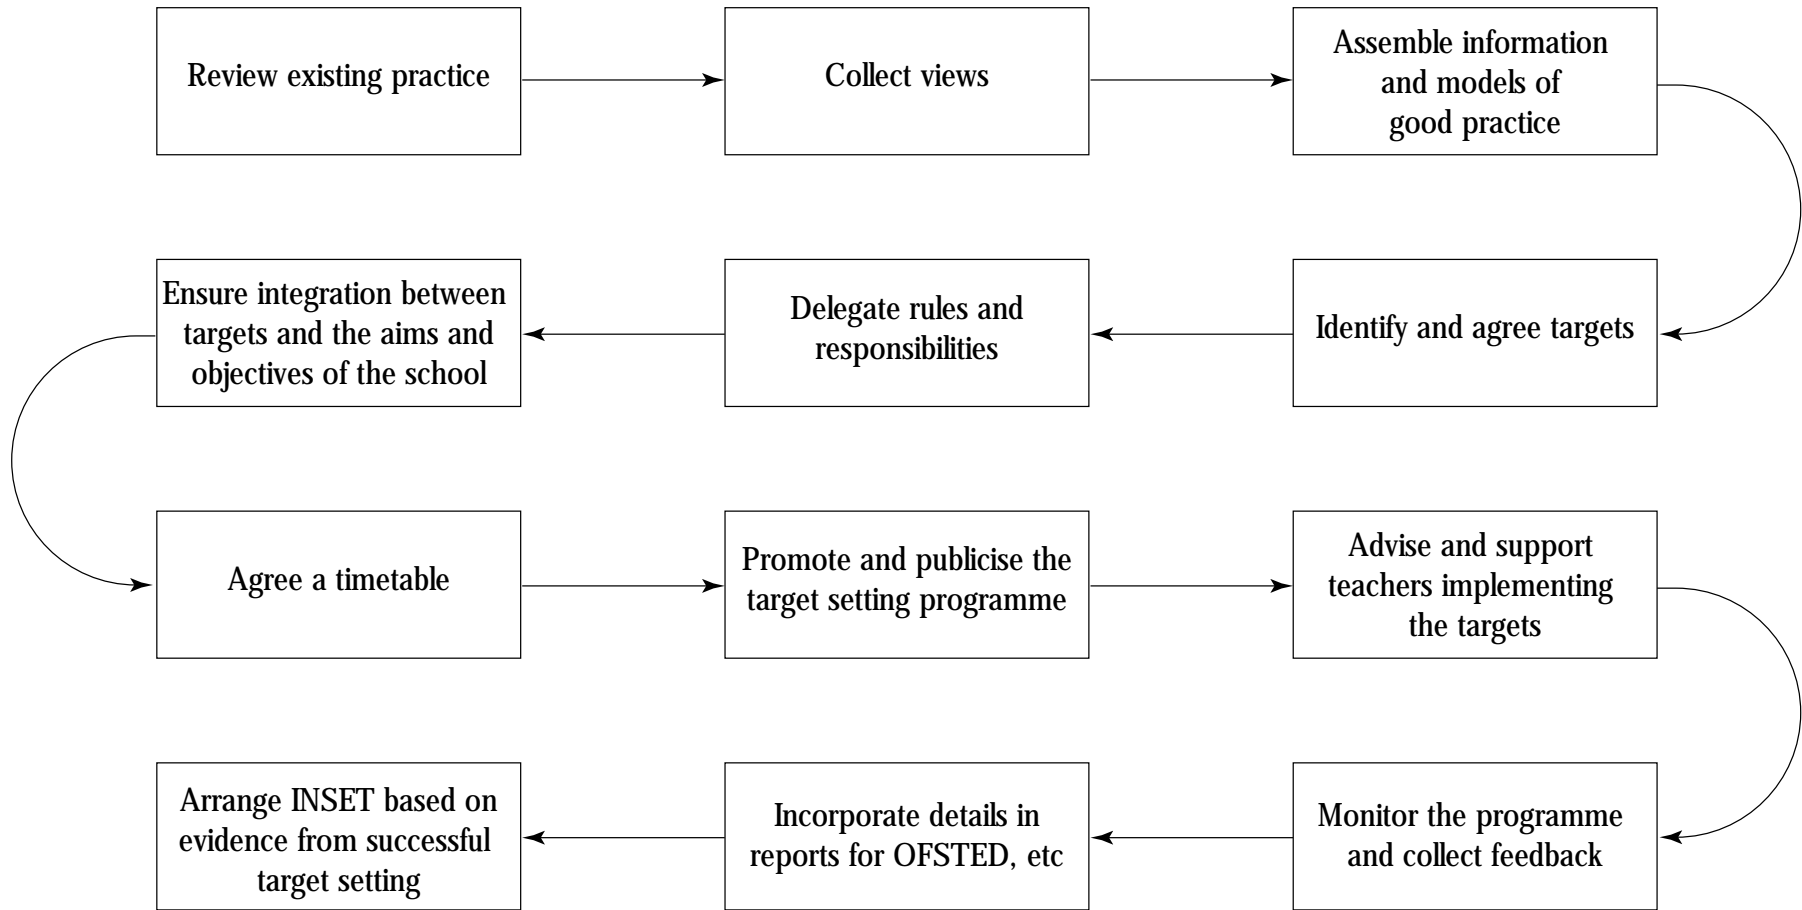 Review existing practice
Collect views
Assemble information
and models of
good practice
Identify and agree targets
Delegate rules and
responsibilities
Ensure integration between
targets and the aims and
objectives of the school
Agree a timetable
Promote and publicise the
target setting programme
Advise and support
teachers implementing
the targets
Monitor the programme
and collect feedback
Incorporate details in
reports for OFSTED, etc
Arrange INSET based on
evidence from successful
target setting